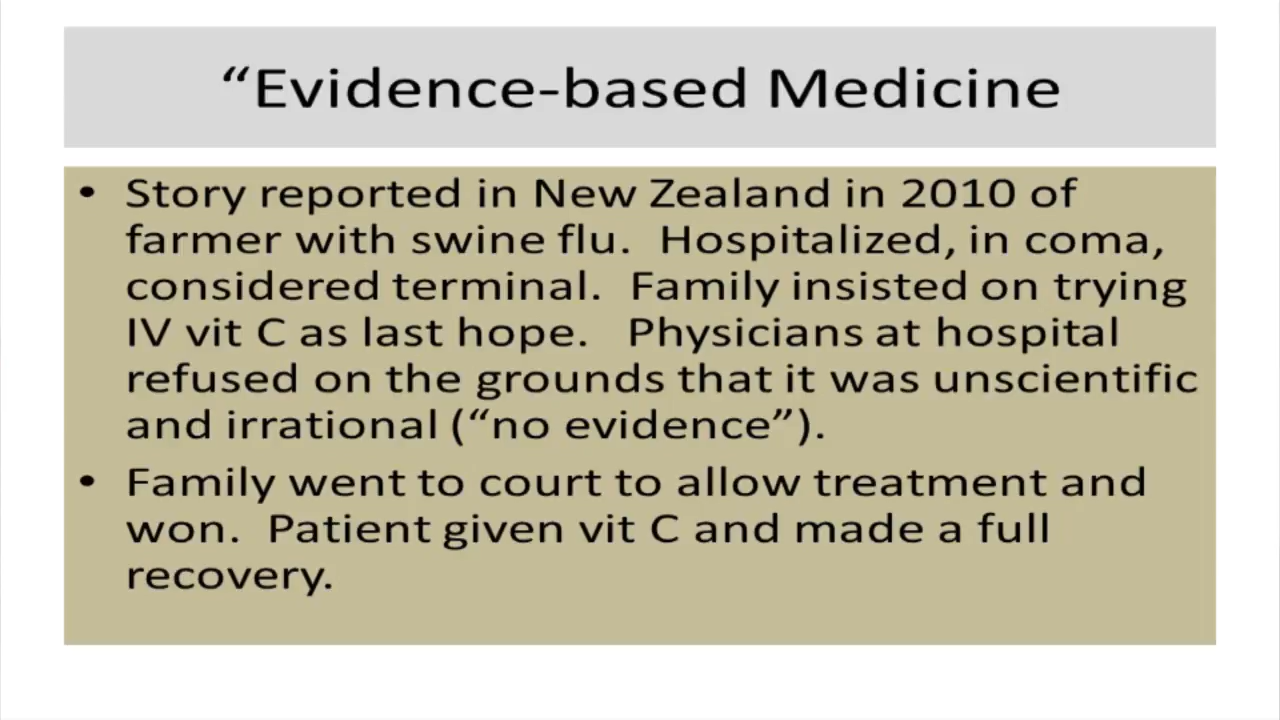 “Evidence-based Medicine
• Story reported in New Zealand in 2010 of
farmer with swine flu.  Hospitalized, in coma,
considered terminal.  Family insisted on trying
IV vit C as last hope.   Physicians at hospital
refused on the grounds that it was unscientific
and irrational (“no evidence”).
• Family went to court to allow treatment and
won.  Patient given vit C and made a full
recovery.